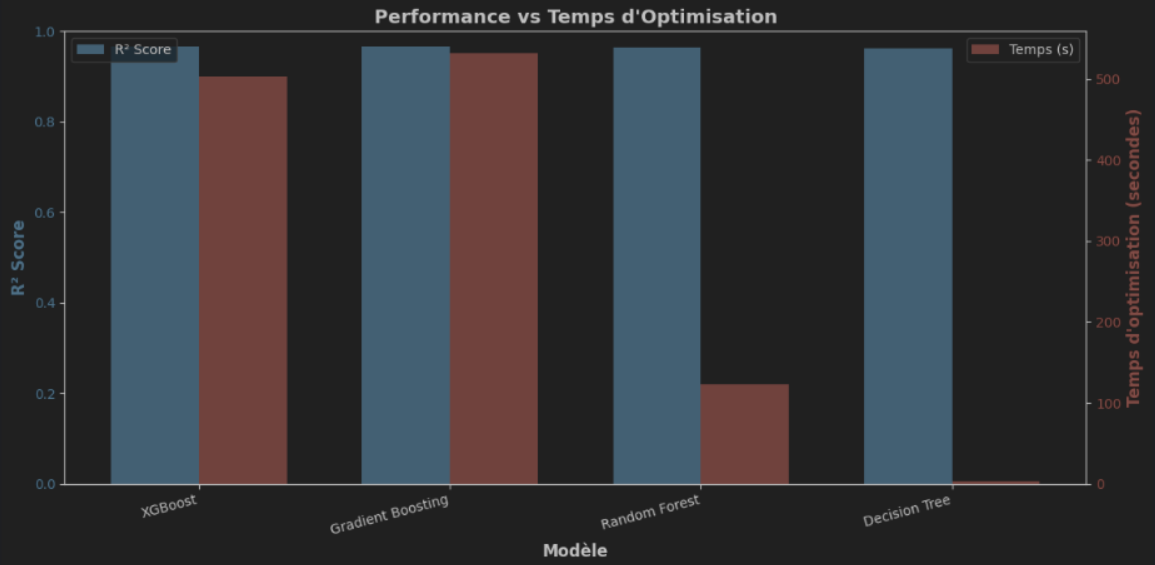 Performance vs Temps d'Optimisation
R² Score
Temps (s)
1.0
0.8
0.6
0.4
0.2
0.0
R² Score
500
400
300
200
100
0
Temps d'optimisation (secondes)
XGBoost
Gradient Boosting
Random Forest
Decision Tree
Modèle